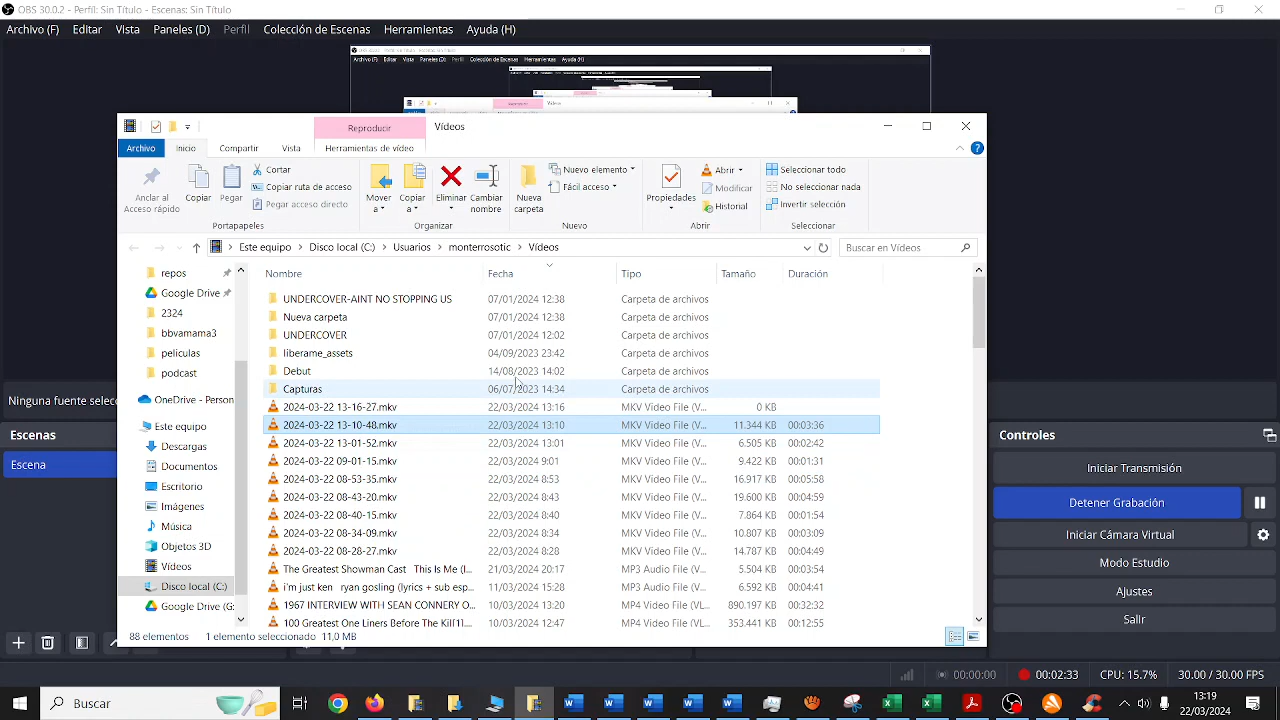 OBS 30.0.2 - Perfil: Sin Título - Escenas: Sin Título
Archivo (F) Editar Vista Perfil Colección de Escenas Herramientas Ayuda (H)
Archivo (F) Editar Vista Paneles (D) Perfil Colección de Escenas Herramientas Ayuda (H)
Vídeos
Reproducir Vídeos
Archivo Inicio Compartir Vista Herramientas de vídeo
Anclar al Acceso rápido
Copiar
Pegar
Cortar
Copiar ruta de acceso
Pegar acceso directo
Mover a
Copiar a
Eliminar
Cambiar nombre
Nueva carpeta
Nuevo elemento
Fácil acceso
Propiedades
Abrir
Modificar
Historial
Seleccionar todo
No seleccionar nada
Invertir selección
Portapapeles Organizar Nuevo Abrir Seleccionar
Este equipo > Disco local (C:) > Usuarios > monterrosotic > Vídeos
Buscar en Vídeos
repos
Google Drive
2324
bbvamama3
peliculas
podcast
OneDrive - Person
Este equipo
Descargas
Documentos
Escritorio
Imágenes
Música
Objetos 3D
Vídeos
Disco local (C:)
Google Drive (G:
Nombre Fecha Tipo Tamaño Duración
UNDERCOVER-AINT NO STOPPING US 07/01/2024 12:38 Carpeta de archivos
Nueva carpeta 07/01/2024 12:38 Carpeta de archivos
UNDERCOVER 07/01/2024 12:02 Carpeta de archivos
liberame_assets 04/09/2023 23:42 Carpeta de archivos
Debut 14/08/2023 14:02 Carpeta de archivos
Capturas 06/07/2023 14:34 Carpeta de archivos
2024-03-22 13-16-27.mkv 22/03/2024 13:16 MKV Video File (V... 0 KB
2024-03-22 13-10-48.mkv 22/03/2024 13:10 MKV Video File (V... 11.344 KB 00:03:36
2024-03-22 13-01-52.mkv 22/03/2024 13:01 MKV Video File (V... 6.505 KB 00:02:42
2024-03-22 09-01-15.mkv 22/03/2024 9:01 MKV Video File (V... 9.422 KB 00:01:31
2024-03-22 08-53-35.mkv 22/03/2024 8:53 MKV Video File (V... 16.917 KB 00:05:58
2024-03-22 08-43-20.mkv 22/03/2024 8:43 MKV Video File (V... 19.600 KB 00:04:59
2024-03-22 08-40-15.mkv 22/03/2024 8:40 MKV Video File (V... 7.864 KB 00:01:54
2024-03-22 08-34-09.mkv 22/03/2024 8:34 MKV Video File (V... 10.807 KB 00:03:09
2024-03-22 08-28-27.mkv 22/03/2024 8:28 MKV Video File (V... 14.787 KB 00:04:49
The Greatest Showman Cast This Is Me (l... 21/03/2024 20:17 MP3 Audio File (V... 5.504 KB 00:03:54
i'm just ken ryan gosling (lyrics + sub esp... 11/03/2024 15:28 MP3 Audio File (V... 6.592 KB 00:04:41
1967 INTERVIEW WITH SEAN CONNERY O... 10/03/2024 13:20 MP4 Video File (VL... 890.197 KB 00:32:32
100 Greatest One Liners Before The Kill[1]... 10/03/2024 12:47 MP4 Video File (VL... 353.441 KB 00:12:55
88 elementos 1 elemento seleccionado 11,0 MB
Ninguna fuente selec
Escena
Controles
Iniciar Transmisión
Detener Grabación
Iniciar Cámara Virtual
Modo Estudio
Ajustes
Salir
00:00:00 00:02:33 CPU: 15.7% 30.00 / 30.00 FPS
Buscar
13:19
22/03/2024